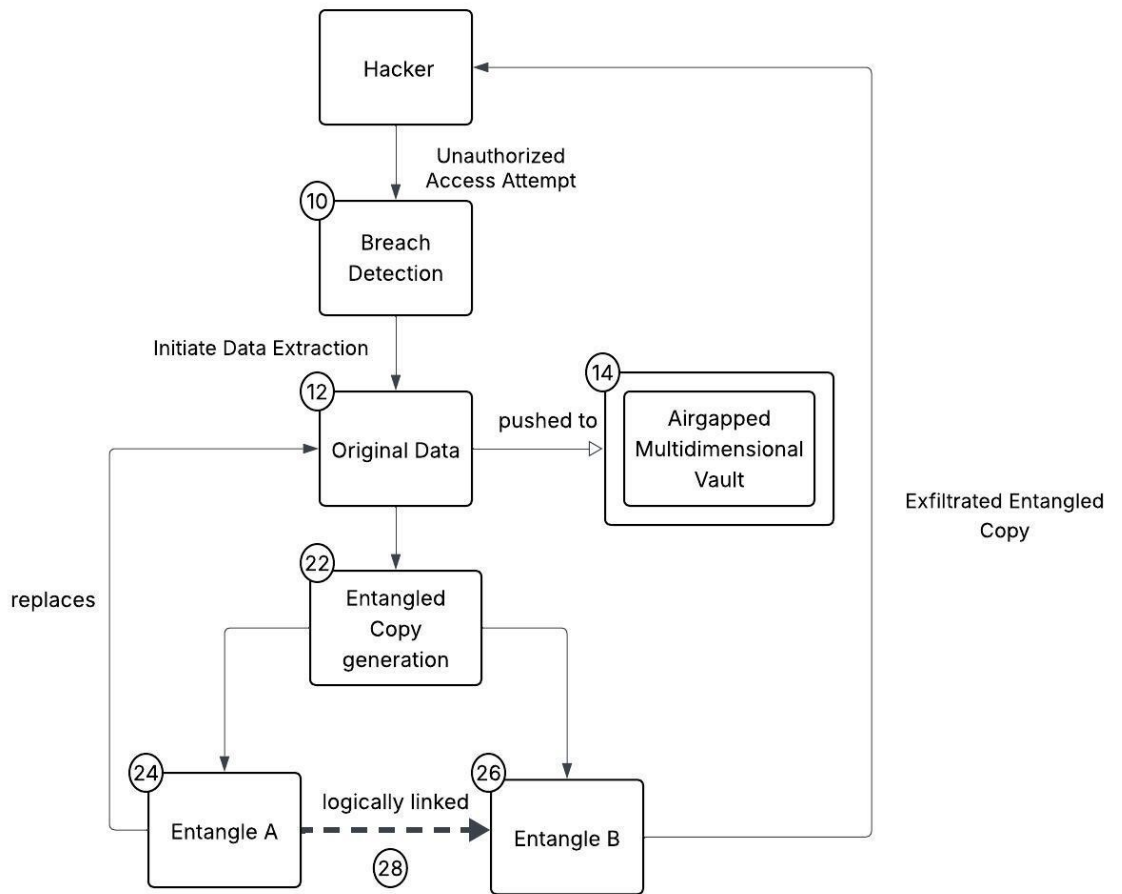 Hacker
Unauthorized
Access Attempt
10
Breach
Detection
Initiate Data Extraction
12
Original Data
pushed to
14
Airgapped
Multidimensional
Vault
Exfiltrated Entangled
Copy
replaces
22
Entangled
Copy
generation
24
Entangle A
logically linked
28
26
Entangle B